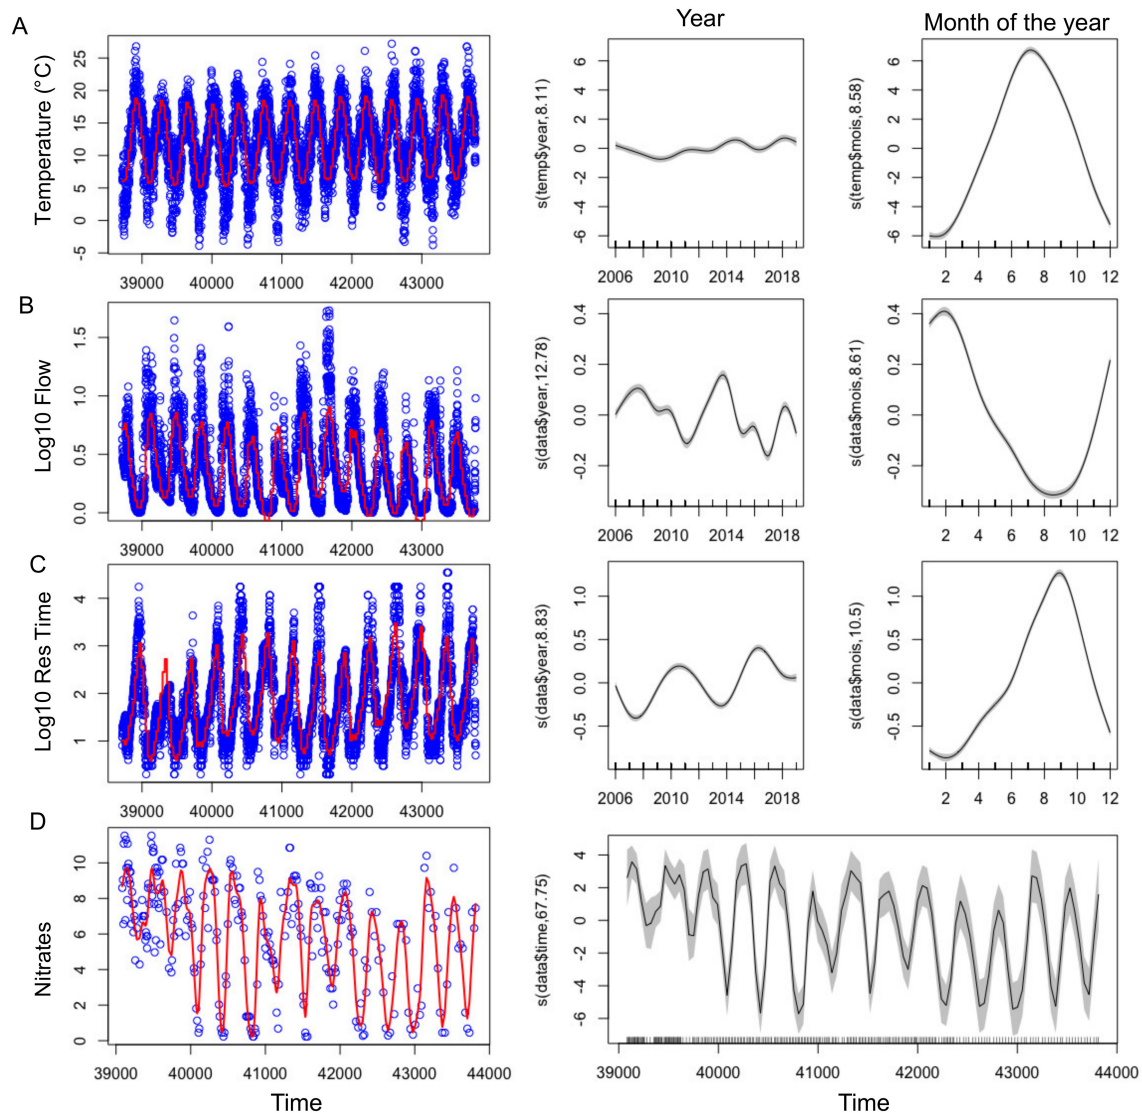 A
Year
Month of the year
Temperature (°C)
-5 0 5 10 15 20 25
39000 40000 41000 42000 43000
s(temp$year,8.11)
-6 -4 -2 0 2 4 6
2006 2010 2014 2018
s(temp$mois,8.58)
-6 -4 -2 0 2 4 6
2 4 6 8 10 12
B
Log10 Flow
0.0 0.5 1.0 1.5
39000 40000 41000 42000 43000
s(data$year,12.78)
-0.2 0.0 0.2 0.4
2006 2010 2014 2018
s(data$mois,8.61)
-0.2 0.0 0.2 0.4
2 4 6 8 10 12
C
Log10 Res Time
1 2 3 4
39000 40000 41000 42000 43000
s(data$year,8.83)
-0.5 0.0 0.5 1.0
2006 2010 2014 2018
s(data$mois,10.5)
-0.5 0.0 0.5 1.0
2 4 6 8 10 12
D
Nitrates
0 2 4 6 8 10
39000 40000 41000 42000 43000 44000
Time
s(data$time,67.75)
-6 -4 -2 0 2 4
39000 40000 41000 42000 43000 44000
Time